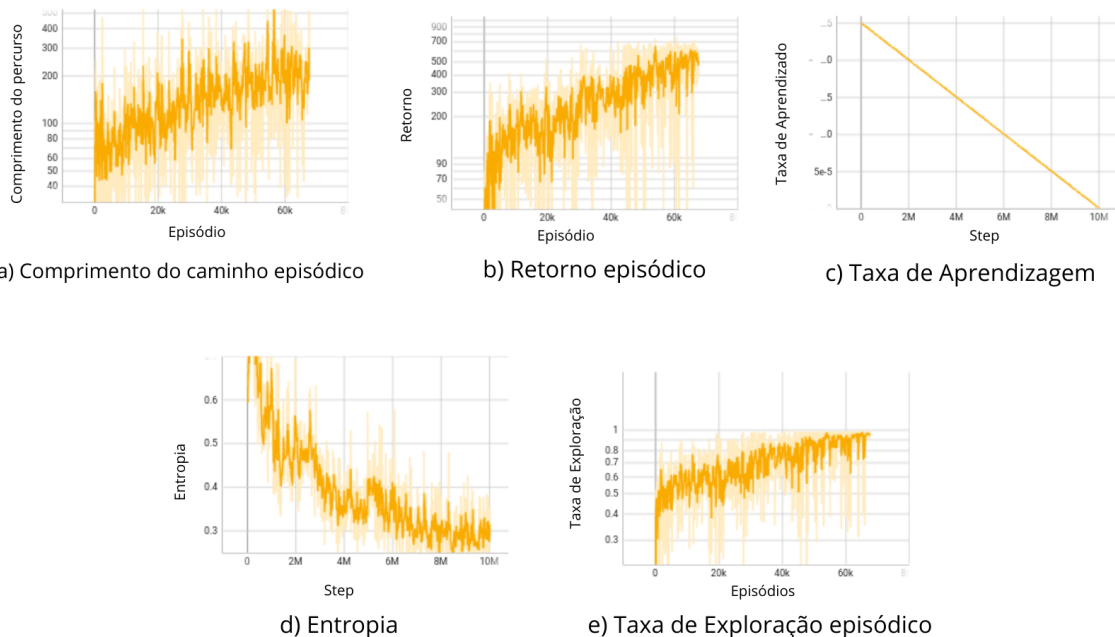 Comprimento do percurso
400
300
200
100
80
60
50
40
0 20k 40k 60k
Episódio
a) Comprimento do caminho episódico
Retorno
900
700
500
400
300
200
90
70
50
0 20k 40k 60k
Episódio
b) Retorno episódico
Taxa de Aprendizado
...5
...0
...5
...0
5e-5
0 2M 4M 6M 8M 10M
Step
c) Taxa de Aprendizagem
Entropia
0.6
0.5
0.4
0.3
0 2M 4M 6M 8M 10M
Step
d) Entropia
Taxa de Exploração
1
0.8
0.7
0.6
0.5
0.4
0.3
0 20k 40k 60k
Episódios
e) Taxa de Exploração episódico